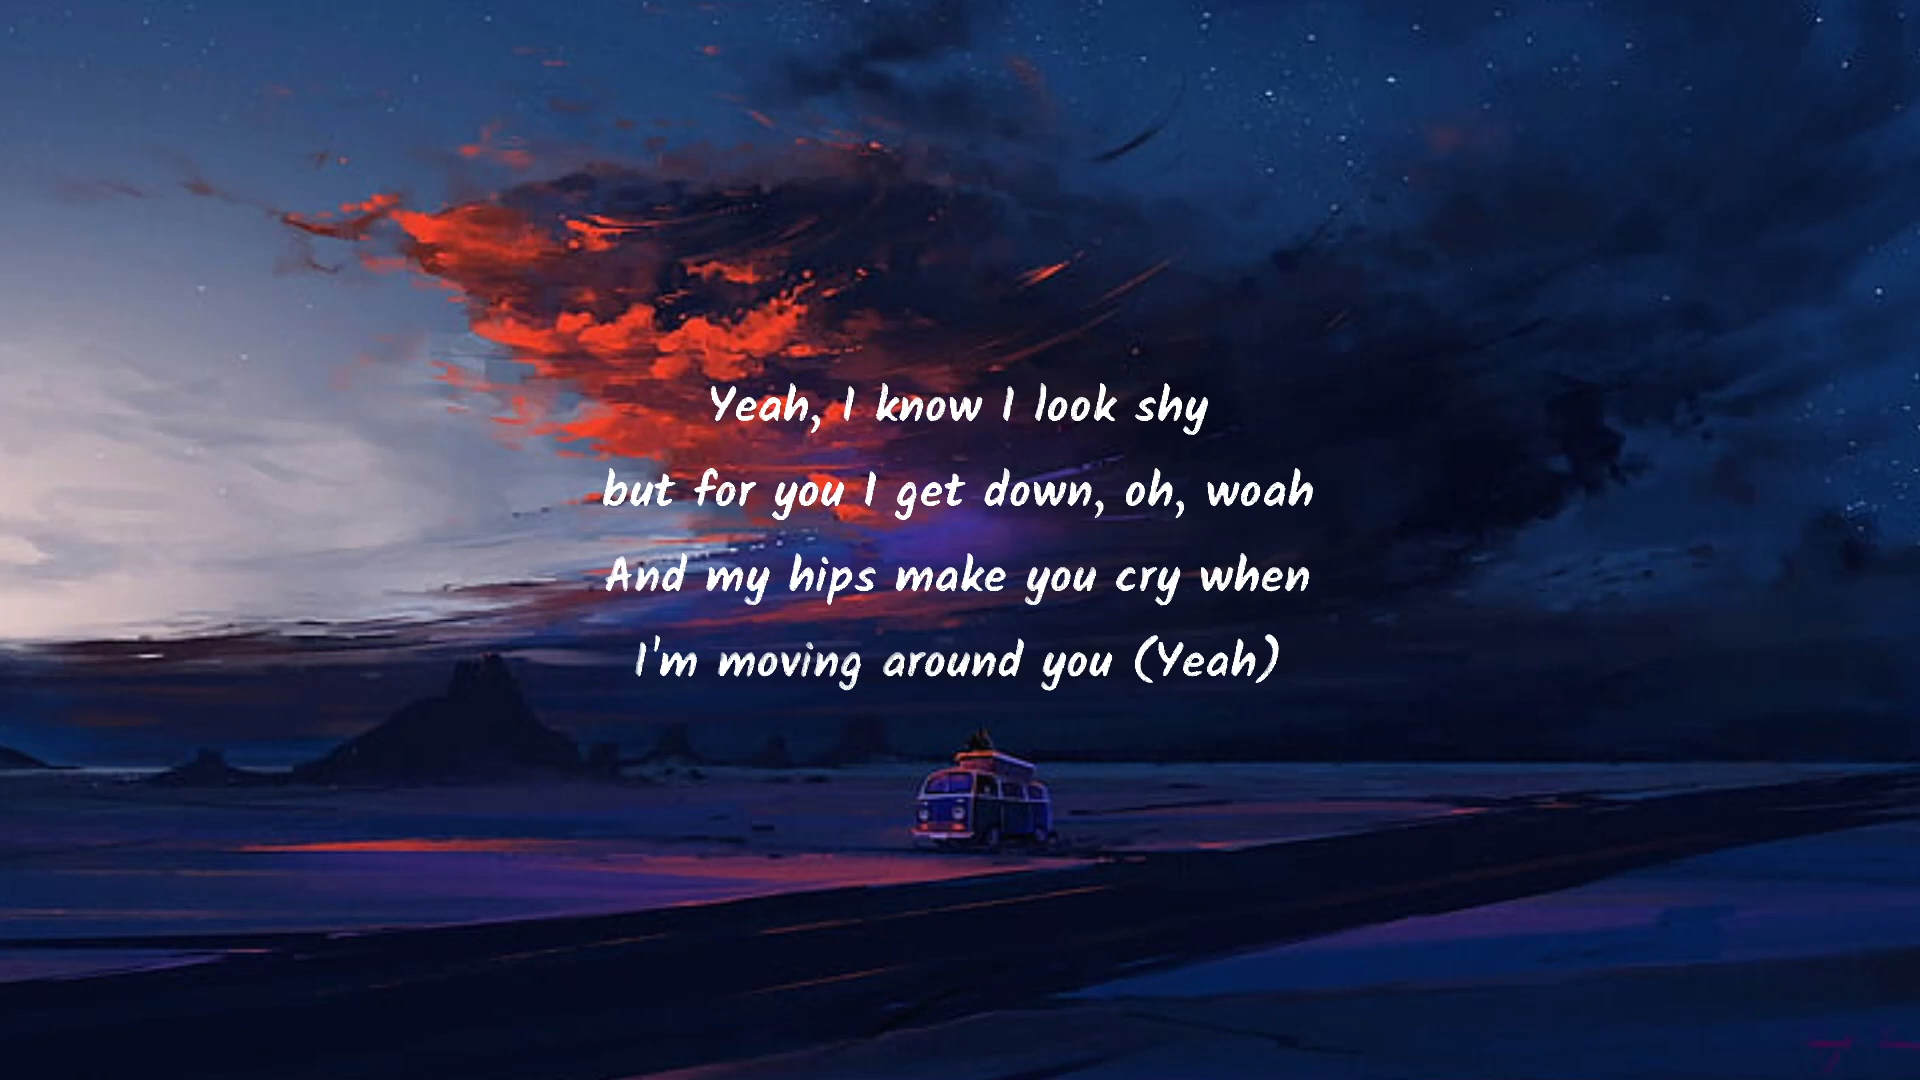 Yeah, I know I look shy
but for you I get down, oh, woah
And my hips make you cry when
I'm moving around you (Yeah)